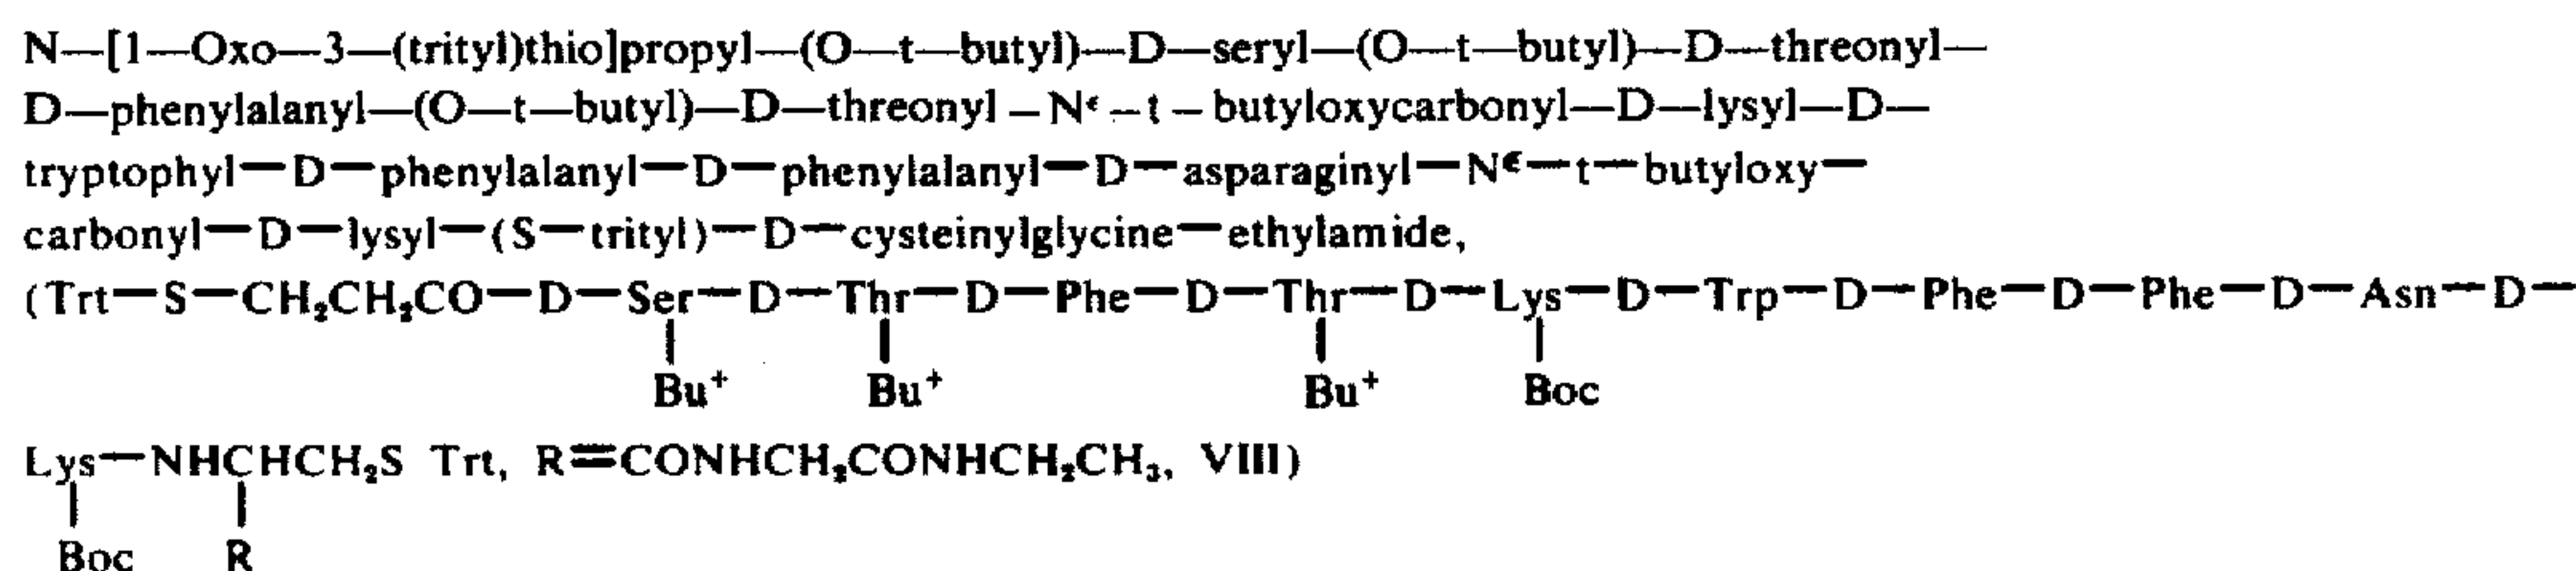 N—[1—Oxo—3—(trityl)thio]propyl—(O—t—butyl)—D—seryl—(O—t—butyl)—D—threonyl—
D—phenylalanyl—(O—t—butyl)—D—threonyl—Nᵋ—t—butyloxycarbonyl—D—lysyl—D—
tryptophyl—D—phenylalanyl—D—phenylalanyl—D—asparaginyl—Nᵋ—t—butyloxy—
carbonyl—D—lysyl—(S—trityl)—D—cysteinylglycine—ethylamide,
(Trt—S—CH₂CH₂CO—D—Ser—D—Thr—D—Phe—D—Thr—D—Lys—D—Trp—D—Phe—D—Phe—D—Asn—D—
Bu⁺ Bu⁺ Bu⁺ Boc
Lys—NHCHCH₂S Trt, R=CONHCH₂CONHCH₂CH₃, VIII)
Boc R